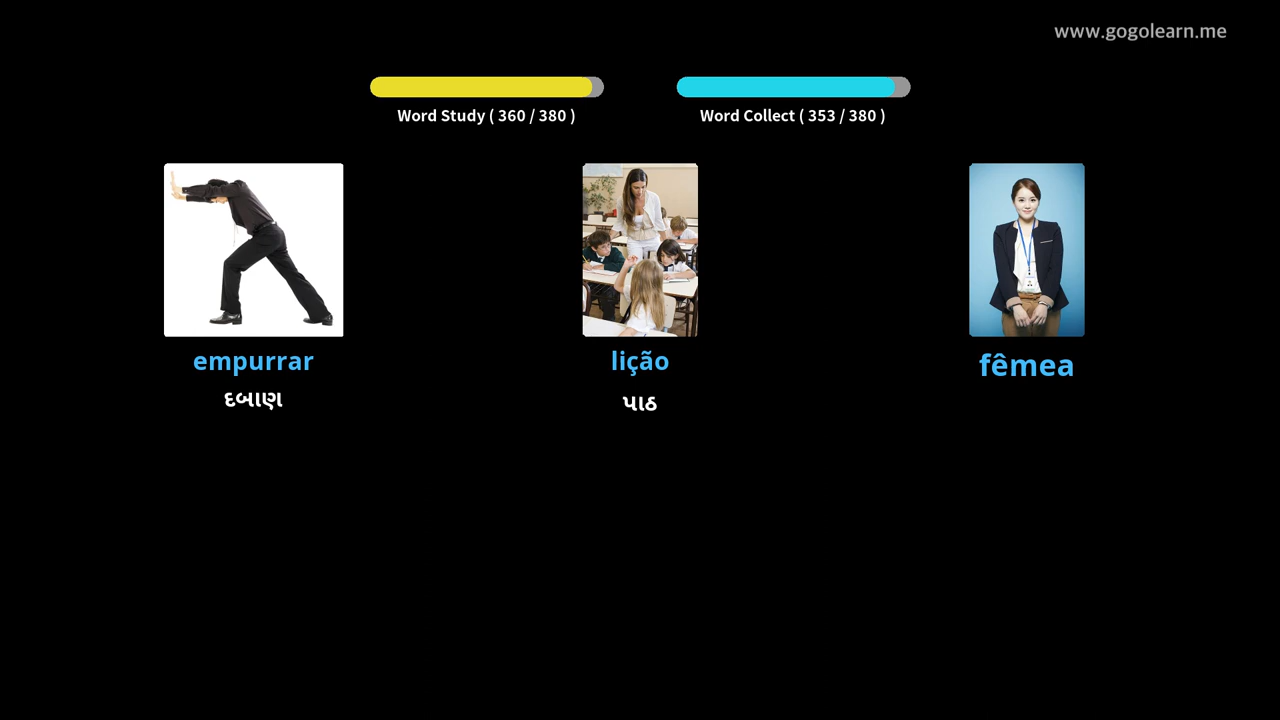 www.gogolearn.me
Word Study ( 360 / 380 )
Word Collect ( 353 / 380 )
empurrar
દબાણ
lição
પાઠ
fêmea